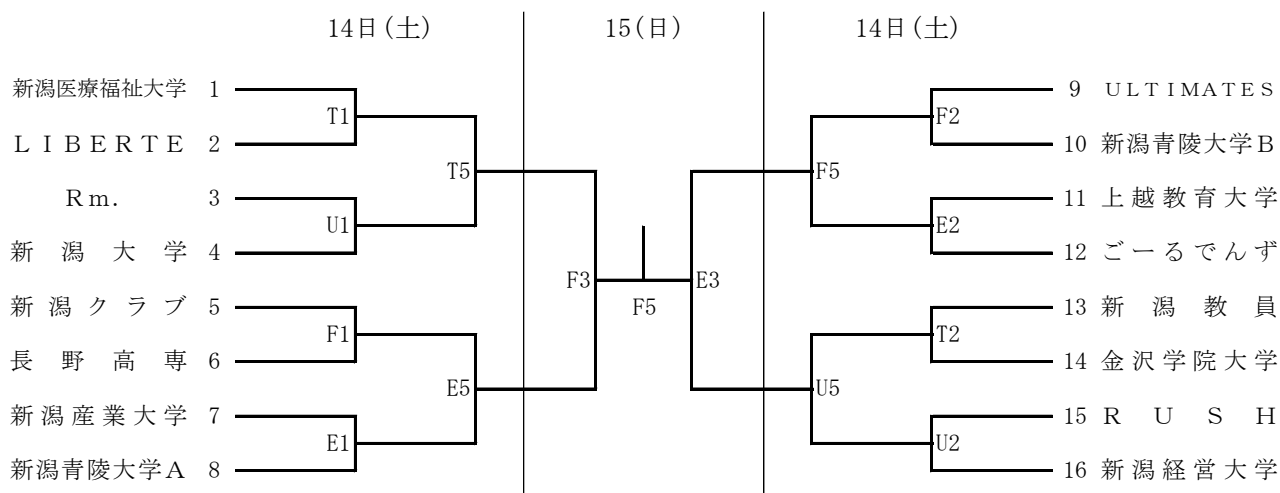 14日(土) 15(日) 14日(土)
新潟医療福祉大学 1
9 ULTIMATES
T1
F2
LIBERTE 2
10 新潟青陵大学B
T5
F5
Rm. 3
11 上越教育大学
U1
E2
新潟大学 4
12 ごーるでんず
F3
E3
F5
新潟クラブ 5
13 新潟教員
F1
T2
長野高専 6
14 金沢学院大学
E5
U5
新潟産業大学 7
15 RUSH
E1
U2
新潟青陵大学A 8
16 新潟経営大学